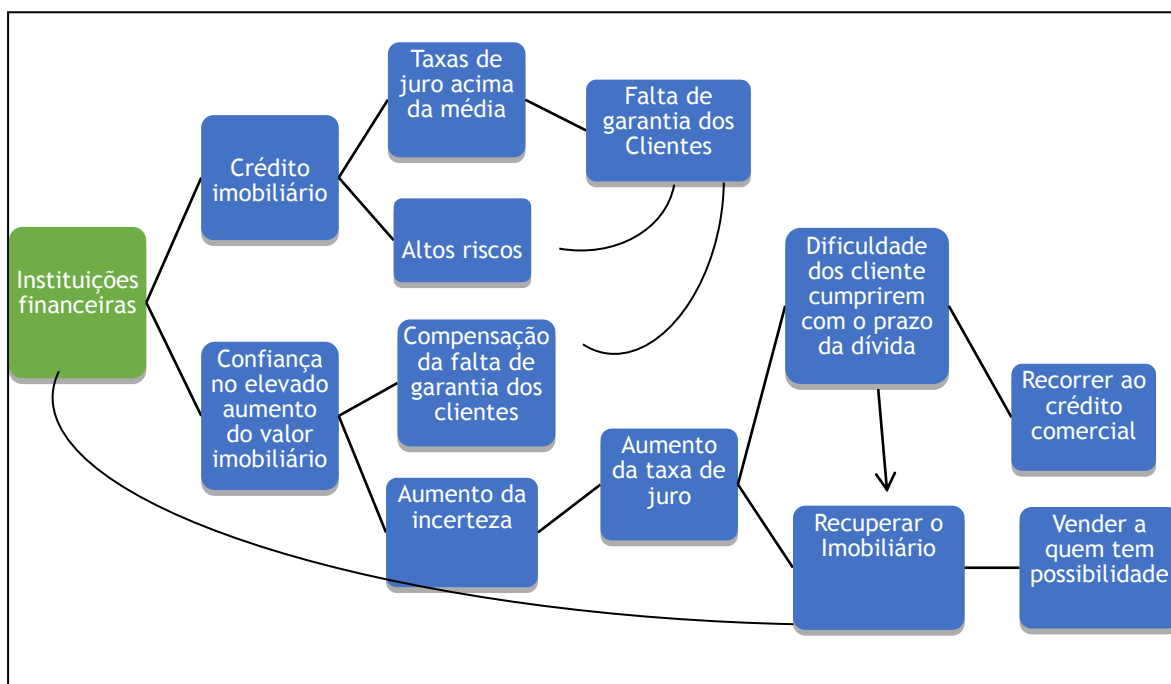 Instituições
financeiras
Crédito
imobiliário
Confiança
no elevado
aumento
do valor
imobiliário
Taxas de
juro acima
da média
Altos riscos
Compensação
da falta de
garantia dos
clientes
Aumento da
incerteza
Falta de
garantia dos
Clientes
Aumento
da taxa de
juro
Dificuldade
dos cliente
cumprirem
com o prazo
da dívida
Recuperar o
Imobiliário
Recorrer ao
crédito
comercial
Vender a
quem tem
possibilidade